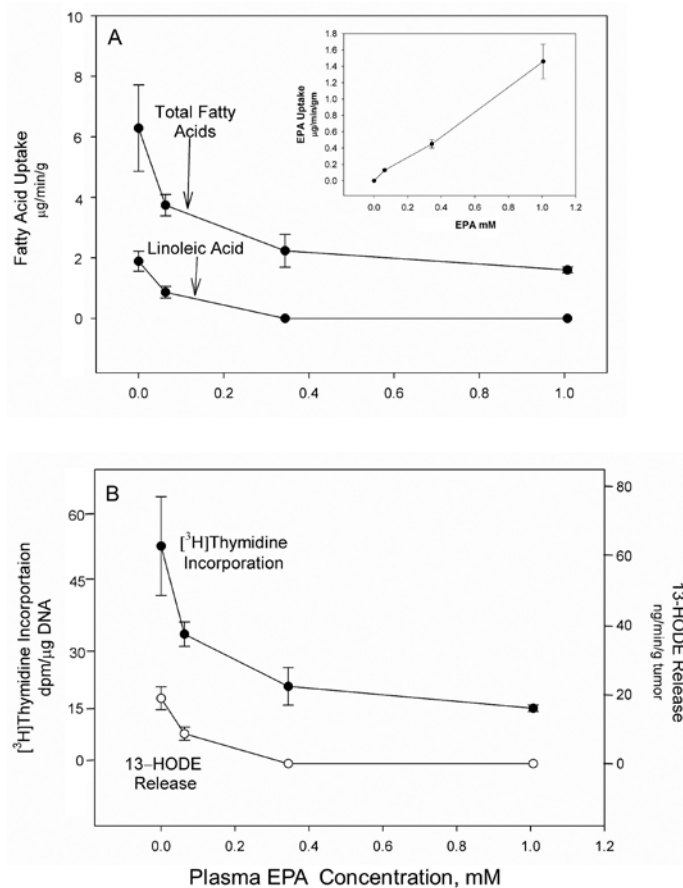 A
10
8
6
4
2
0
Fatty Acid Uptake
μg/min/g
Total Fatty
Acids
Linoleic Acid
0.0 0.2 0.4 0.6 0.8 1.0
1.8
1.6
1.4
1.2
1.0
0.8
0.6
0.4
0.2
0.0
EPA Uptake
μg/min/gm
0.0 0.2 0.4 0.6 0.8 1.0 1.2
EPA mM
B
60
45
30
15
0
[³H]Thymidine Incorportaion
dpm/μg DNA
[³H]Thymidine
Incorporation
13–HODE
Release
80
60
40
20
0
13-HODE Release
ng/min/g tumor
0.0 0.2 0.4 0.6 0.8 1.0 1.2
Plasma EPA Concentration, mM